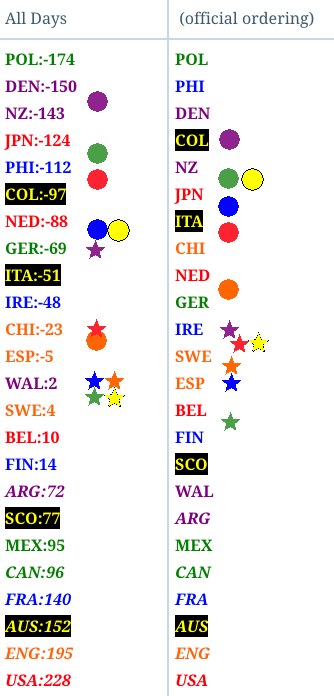 All Days
(official ordering)
POL:-174
POL
DEN:-150
PHI
NZ:-143
DEN
JPN:-124
COL
PHI:-112
NZ
COL:-97
JPN
NED:-88
ITA
GER:-69
CHI
ITA:-51
NED
IRE:-48
GER
CHI:-23
IRE
ESP:-5
SWE
WAL:2
ESP
SWE:4
BEL
BEL:10
FIN
FIN:14
SCO
ARG:72
WAL
SCO:77
ARG
MEX:95
MEX
CAN:96
CAN
FRA:140
FRA
AUS:152
AUS
ENG:195
ENG
USA:228
USA